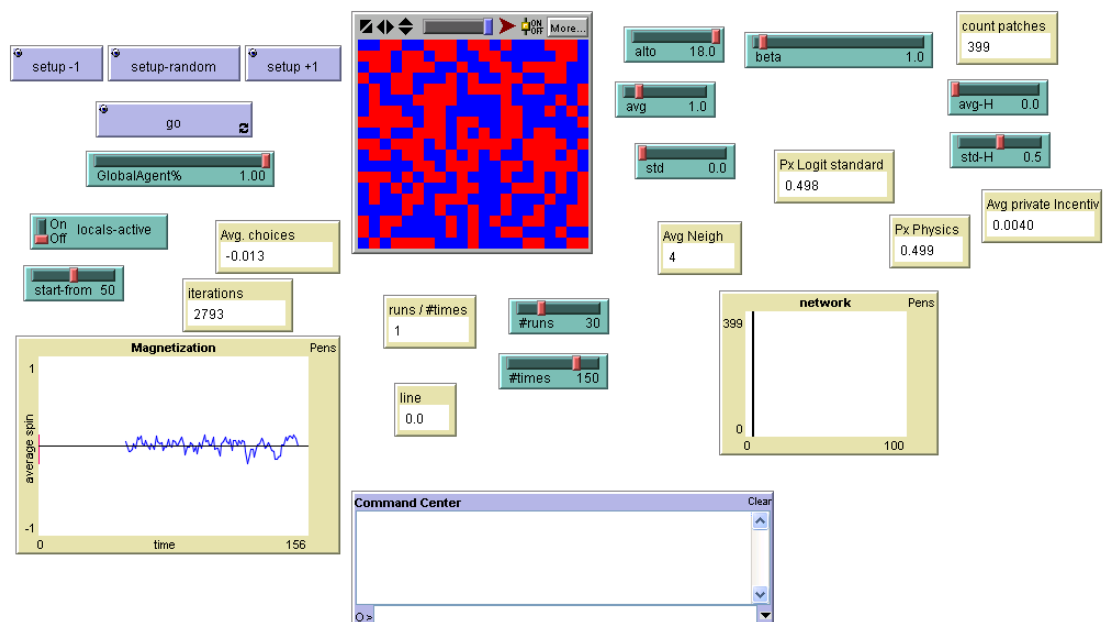 ON
OFF
More...
setup -1
setup-random
setup +1
go
GlobalAgent% 1.00
On
Off
locals-active
start-from 50
Avg. choices
-0.013
iterations
2793
alto 18.0
beta 1.0
count patches
399
avg 1.0
avg-H 0.0
std 0.0
std-H 0.5
Px Logit standard
0.498
Avg private Incentiv
0.0040
Px Physics
0.499
Avg Neigh
4
runs / #times
1
#runs 30
#times 150
line
0.0
Magnetization
Pens
1
average spin
-1
0
time
156
network
Pens
399
0
0
100
Command Center
Clear
O>